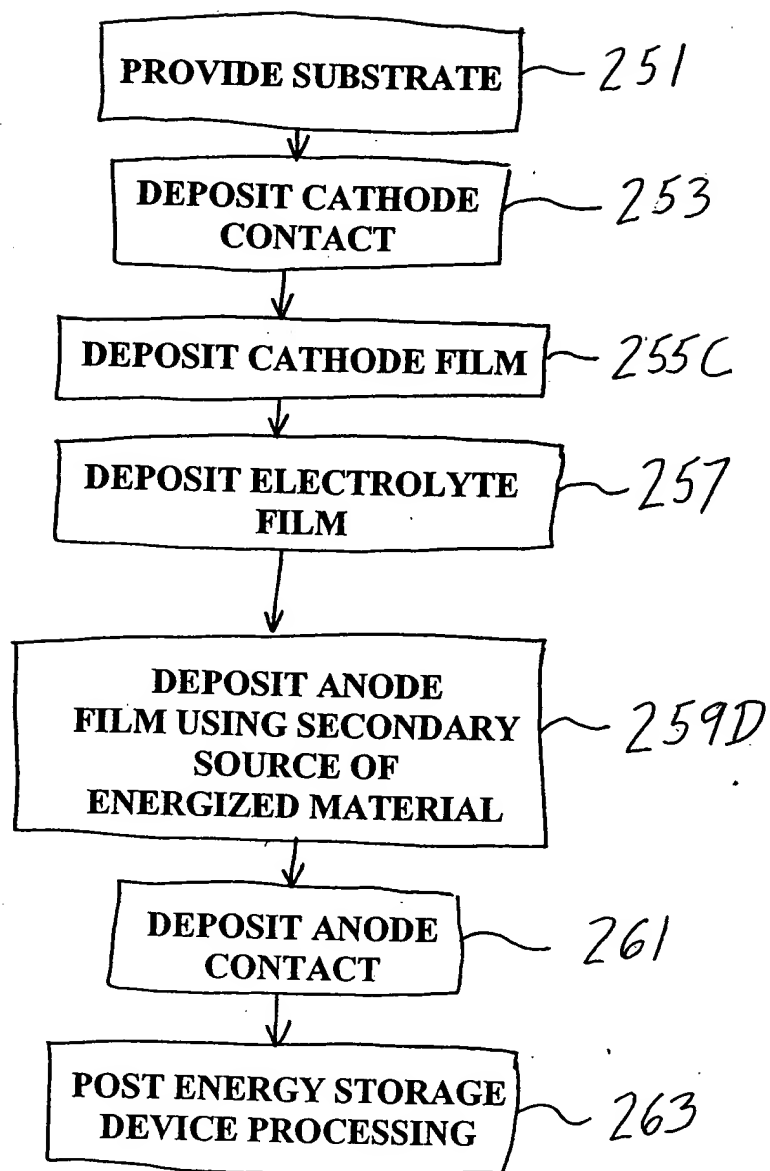 PROVIDE SUBSTRATE 251
DEPOSIT CATHODE 253
CONTACT
DEPOSIT CATHODE FILM 255C
DEPOSIT ELECTROLYTE 257
FILM
DEPOSIT ANODE
FILM USING SECONDARY 259D
SOURCE OF
ENERGIZED MATERIAL
DEPOSIT ANODE 261
CONTACT
POST ENERGY STORAGE
DEVICE PROCESSING 263